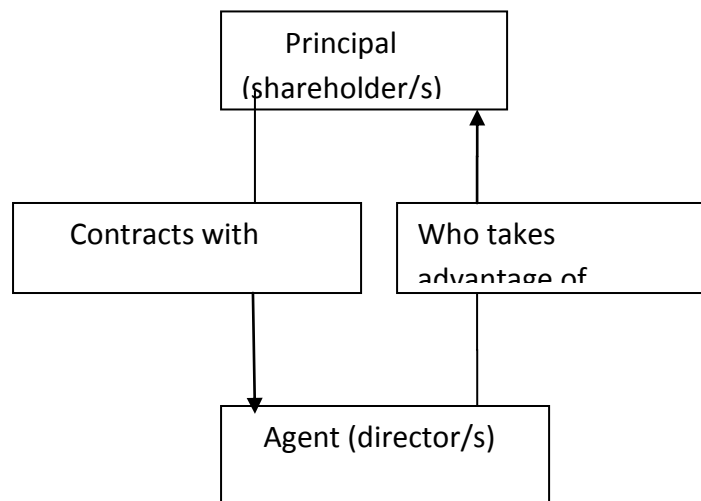 Principal
(shareholder/s)
Contracts with
Who takes
advantage of
Agent (director/s)